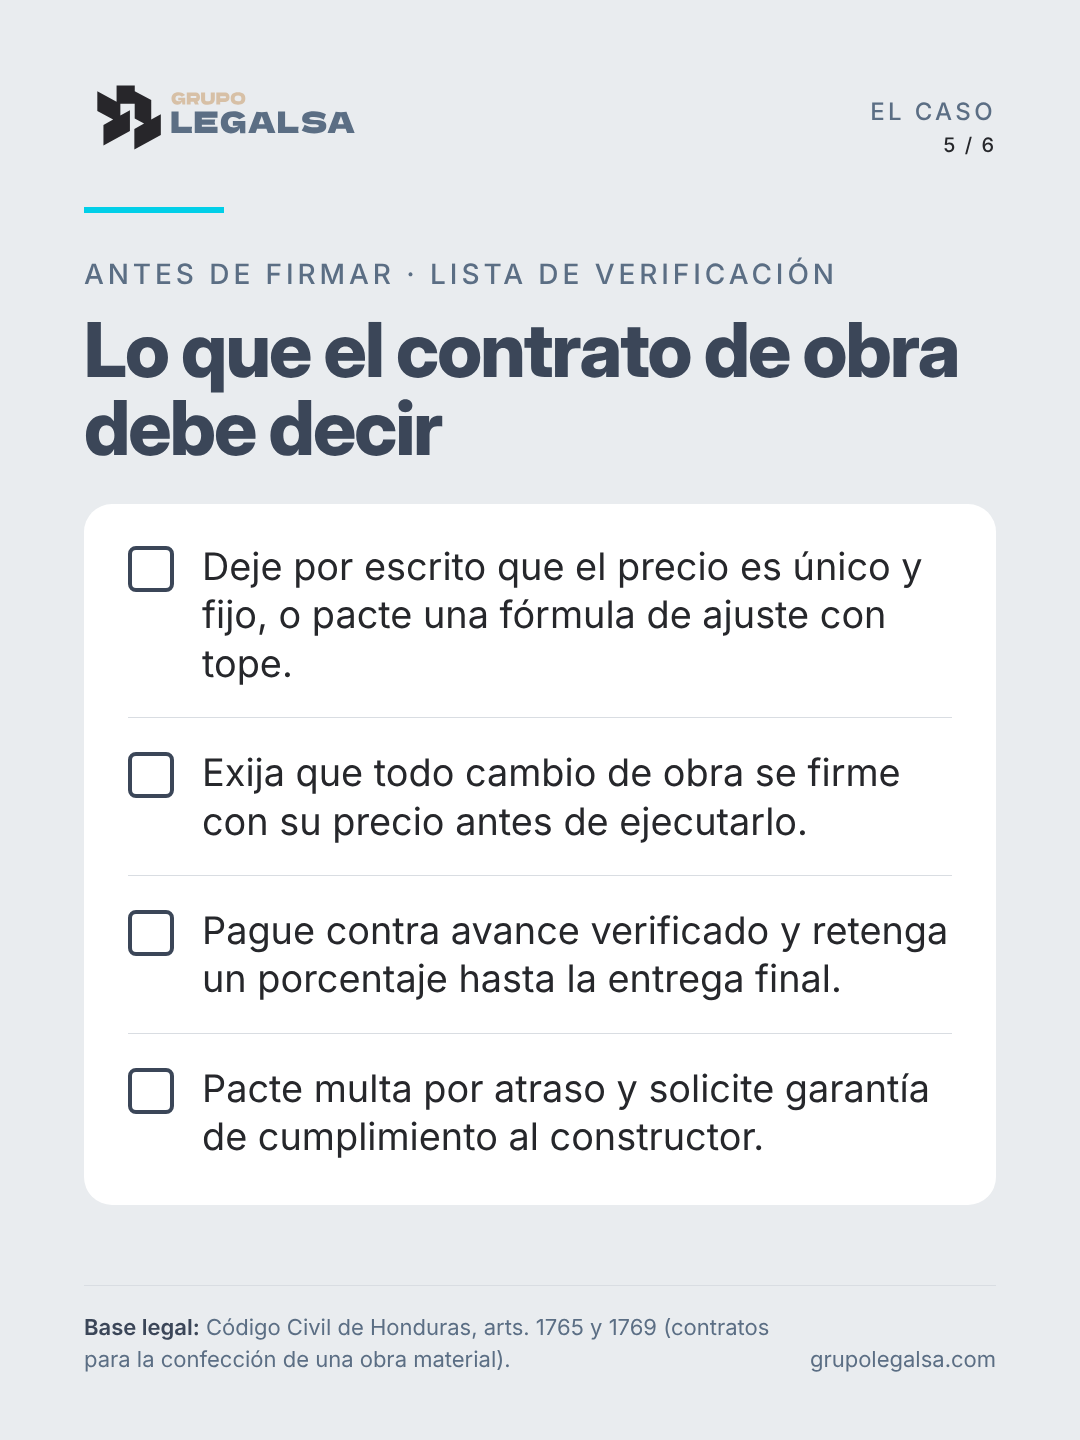 GRUPO
LEGALSA
EL CASO
5 / 6
ANTES DE FIRMAR · LISTA DE VERIFICACIÓN
Lo que el contrato de obra
debe decir
Deje por escrito que el precio es único y
fijo, o pacte una fórmula de ajuste con
tope.
Exija que todo cambio de obra se firme
con su precio antes de ejecutarlo.
Pague contra avance verificado y retenga
un porcentaje hasta la entrega final.
Pacte multa por atraso y solicite garantía
de cumplimiento al constructor.
Base legal: Código Civil de Honduras, arts. 1765 y 1769 (contratos
para la confección de una obra material).
grupolegalsa.com